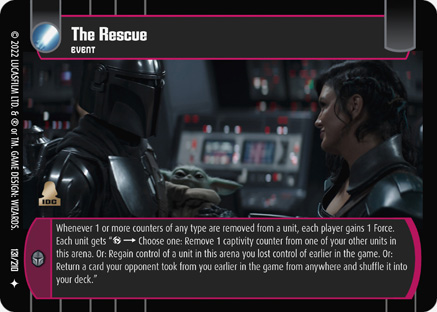 The Rescue
EVENT
Whenever 1 or more counters of any type are removed from a unit, each player gains 1 Force.
Each unit gets "→ Choose one: Remove 1 captivity counter from one of your other units in
this arena. Or: Regain control of a unit in this arena you lost control of earlier in the game. Or:
Return a card your opponent took from you earlier in the game from anywhere and shuffle it into
your deck."
© 2022 LUCASFILM LTD. & ® or TM. GAME DESIGN: WIZARDS.
IDC